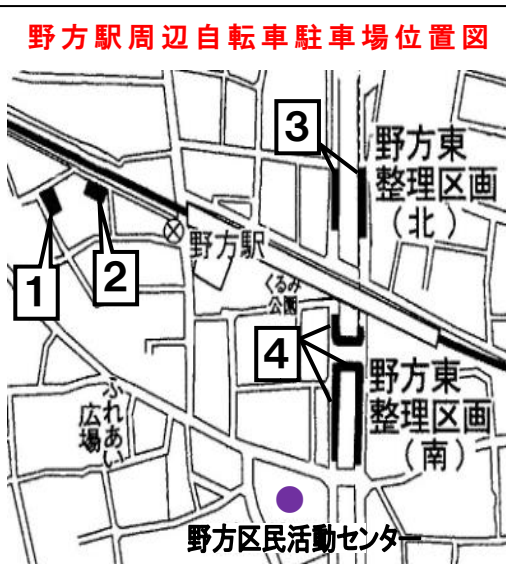 野方駅周辺自転車駐車場位置図
3
野方東
整理区画
(北)
1
2
野方駅
くるみ
公園
4
野方東
整理区画
(南)
ふれあい
広場
野方区民活動センター